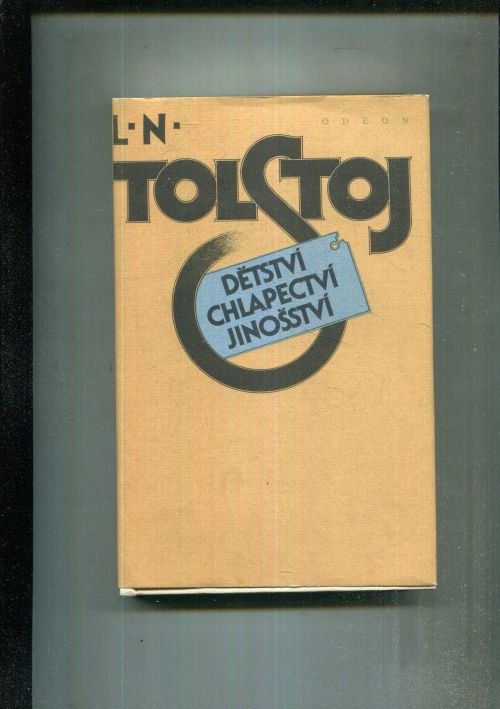 L·N·
ODEON
TOLSTOJ
DĚTSTVÍ
CHLAPECTVÍ
JINOŠSTVÍ